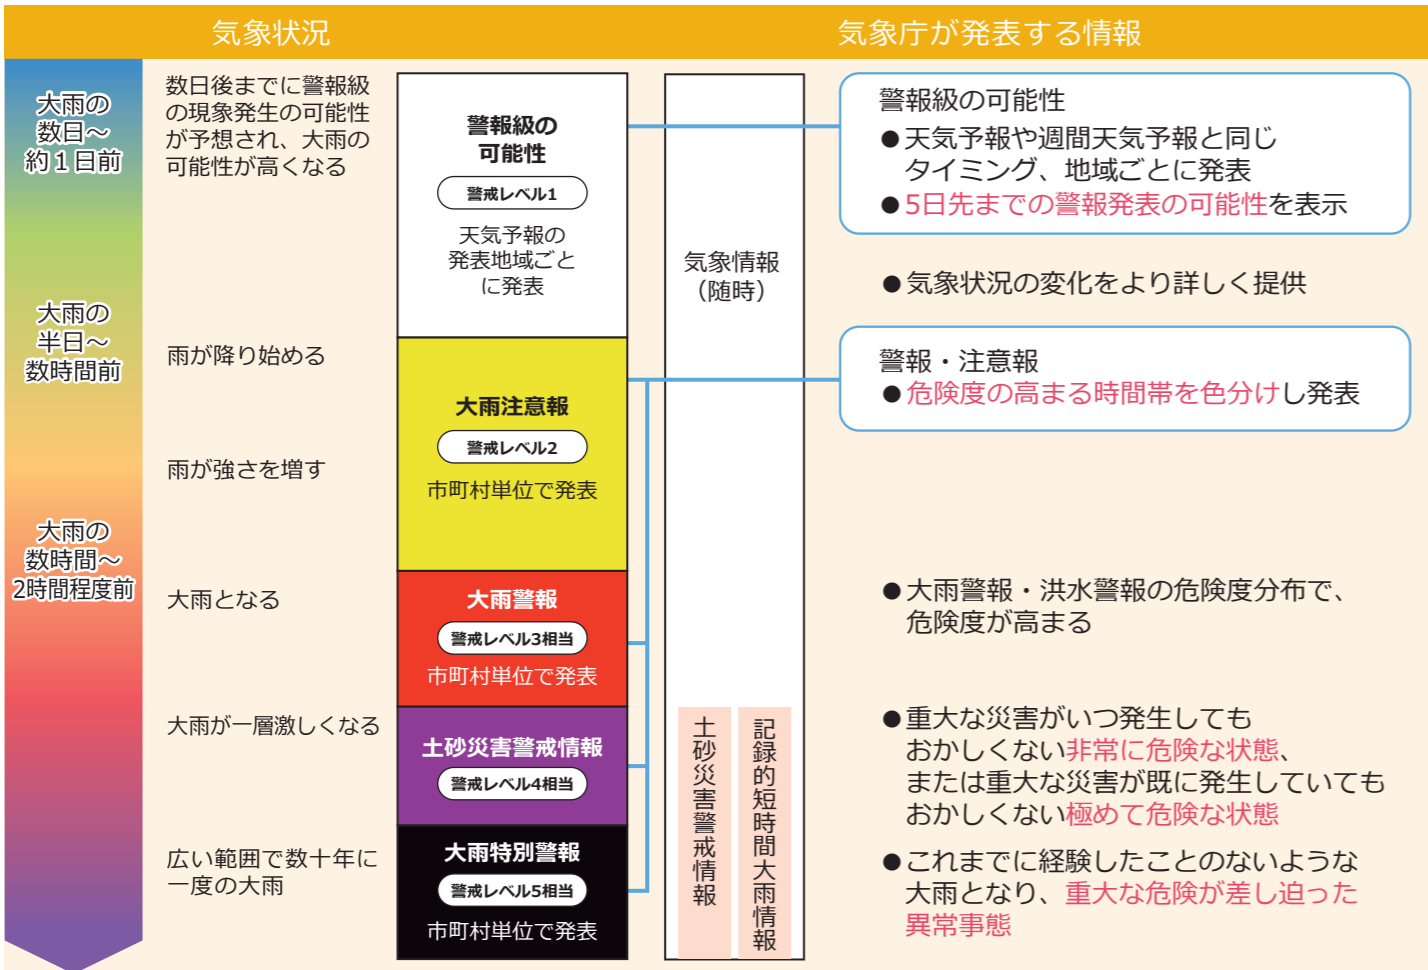 気象状況
気象庁が発表する情報
大雨の
数日～
約１日前
数日後までに警報級
の現象発生の可能性
が予想され、大雨の
可能性が高くなる
警報級の
可能性
警戒レベル1
天気予報の
発表地域ごと
に発表
気象情報
（随時）
警報級の可能性
●天気予報や週間天気予報と同じ
タイミング、地域ごとに発表
●5日先までの警報発表の可能性を表示
●気象状況の変化をより詳しく提供
大雨の
半日～
数時間前
雨が降り始める
雨が強さを増す
大雨注意報
警戒レベル2
市町村単位で発表
警報・注意報
●危険度の高まる時間帯を色分けし発表
大雨の
数時間～
2時間程度前
大雨となる
大雨警報
警戒レベル3相当
市町村単位で発表
●大雨警報・洪水警報の危険度分布で、
危険度が高まる
大雨が一層激しくなる
土砂災害警戒情報
警戒レベル4相当
土砂災害警戒情報
記録的短時間大雨情報
●重大な災害がいつ発生しても
おかしくない非常に危険な状態、
または重大な災害が既に発生していても
おかしくない極めて危険な状態
広い範囲で数十年に
一度の大雨
大雨特別警報
警戒レベル5相当
市町村単位で発表
●これまでに経験したことのないような
大雨となり、重大な危険が差し迫った
異常事態